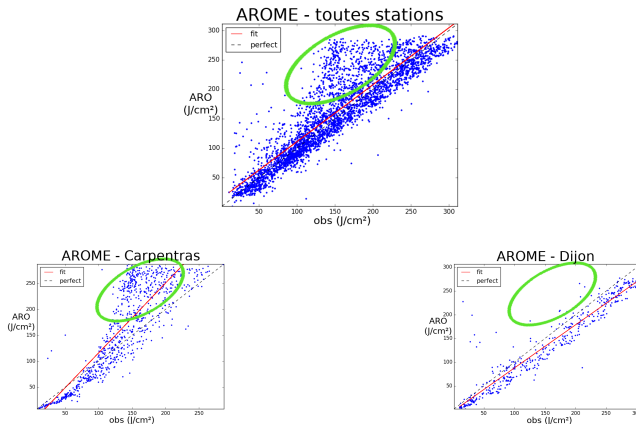 AROME - toutes stations
300
fit
perfect
250
200
ARO
(J/cm²)
150
100
50
50 100 150 200 250 300
obs (J/cm²)
AROME - Carpentras
fit
perfect
250
200
ARO
(J/cm²)
150
100
50
50 100 150 200 250
obs (J/cm²)
AROME - Dijon
300
fit
perfect
250
200
ARO
(J/cm²)
150
100
50
50 100 150 200 250 300
obs (J/cm²)